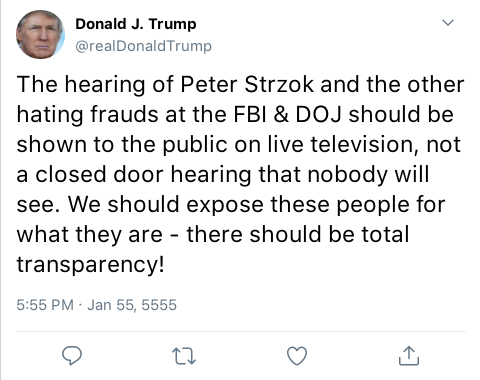 Donald J. Trump
@realDonaldTrump
The hearing of Peter Strzok and the other
hating frauds at the FBI & DOJ should be
shown to the public on live television, not
a closed door hearing that nobody will
see. We should expose these people for
what they are - there should be total
transparency!
5:55 PM · Jan 55, 5555